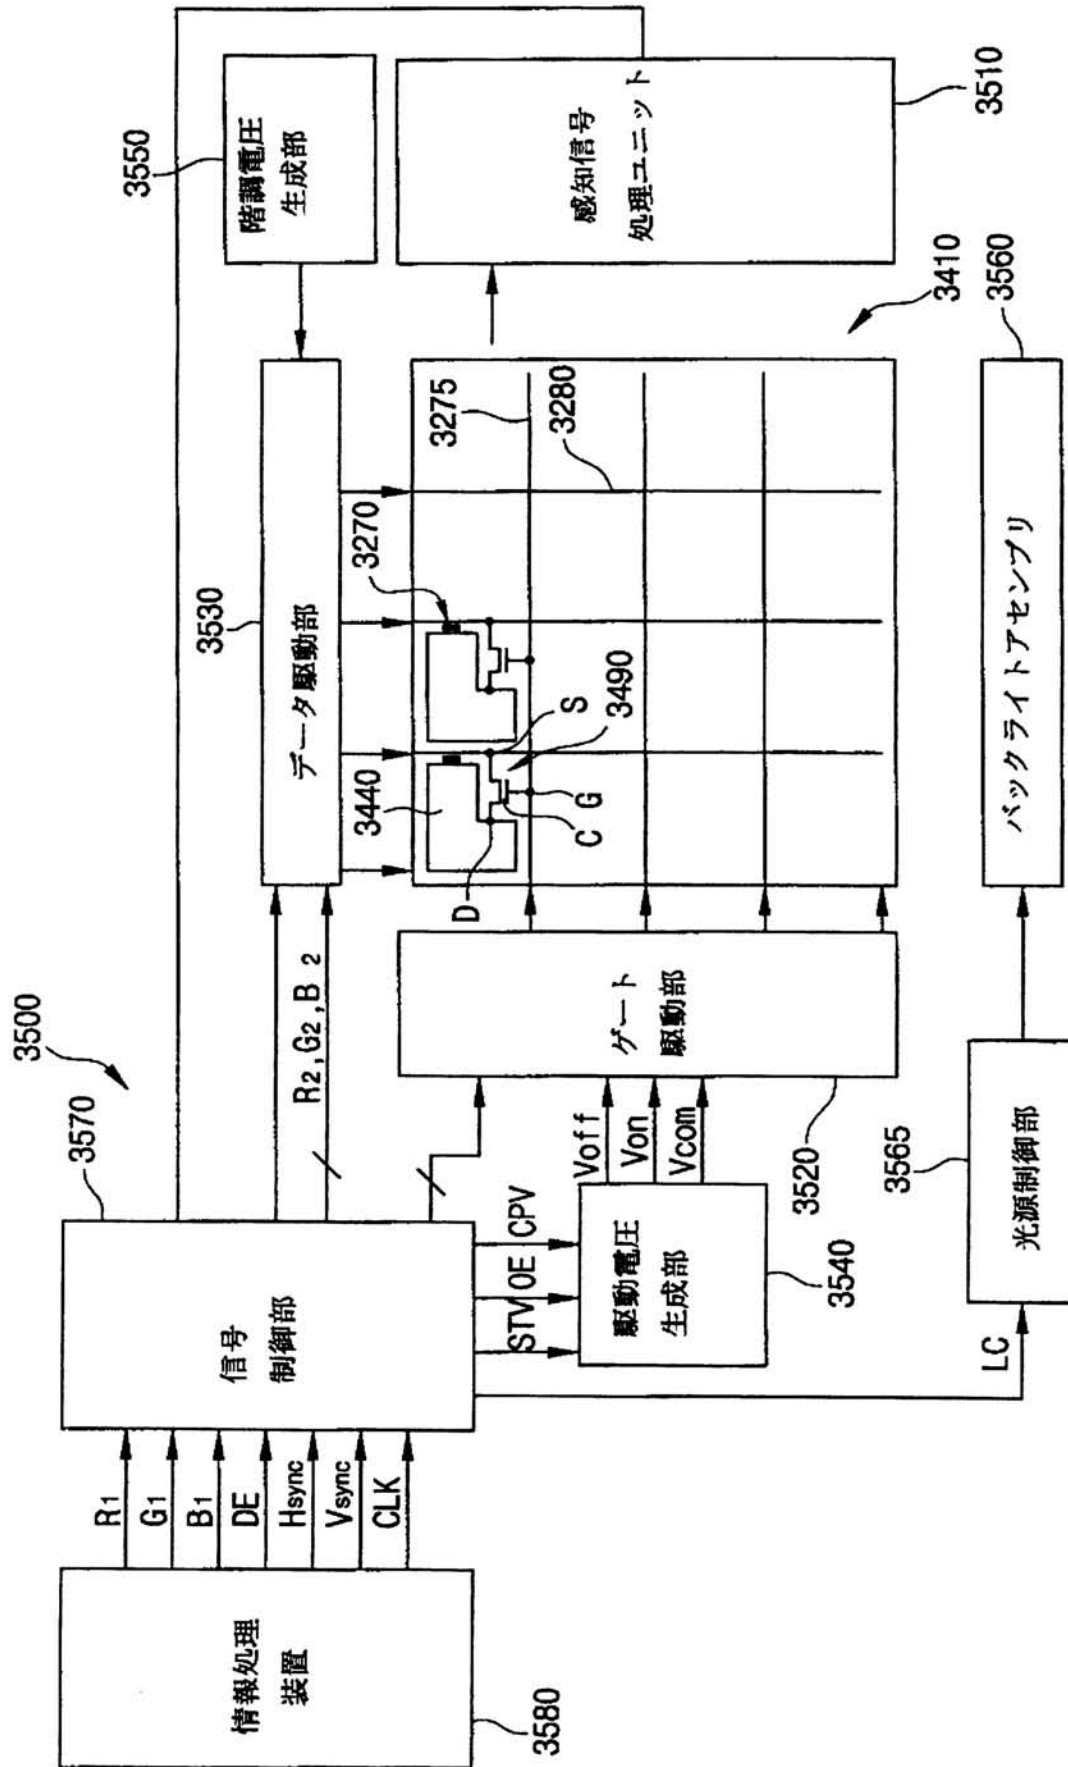 3500
3580
情報処理
装置
R1
G1
B1
DE
Hsync
Vsync
CLK
3570
信号
制御部
R2,G2,B2
STV
OE
CPV
駆動電圧
生成部
3540
Voff
Von
Vcom
ゲート
駆動部
3520
LC
光源制御部
3565
バックライトアセンブリ
3560
データ駆動部
3530
階調電圧
生成部
3550
感知信号
処理ユニット
3510
3410
3440
3270
3275
3280
3490
D
C
G
S